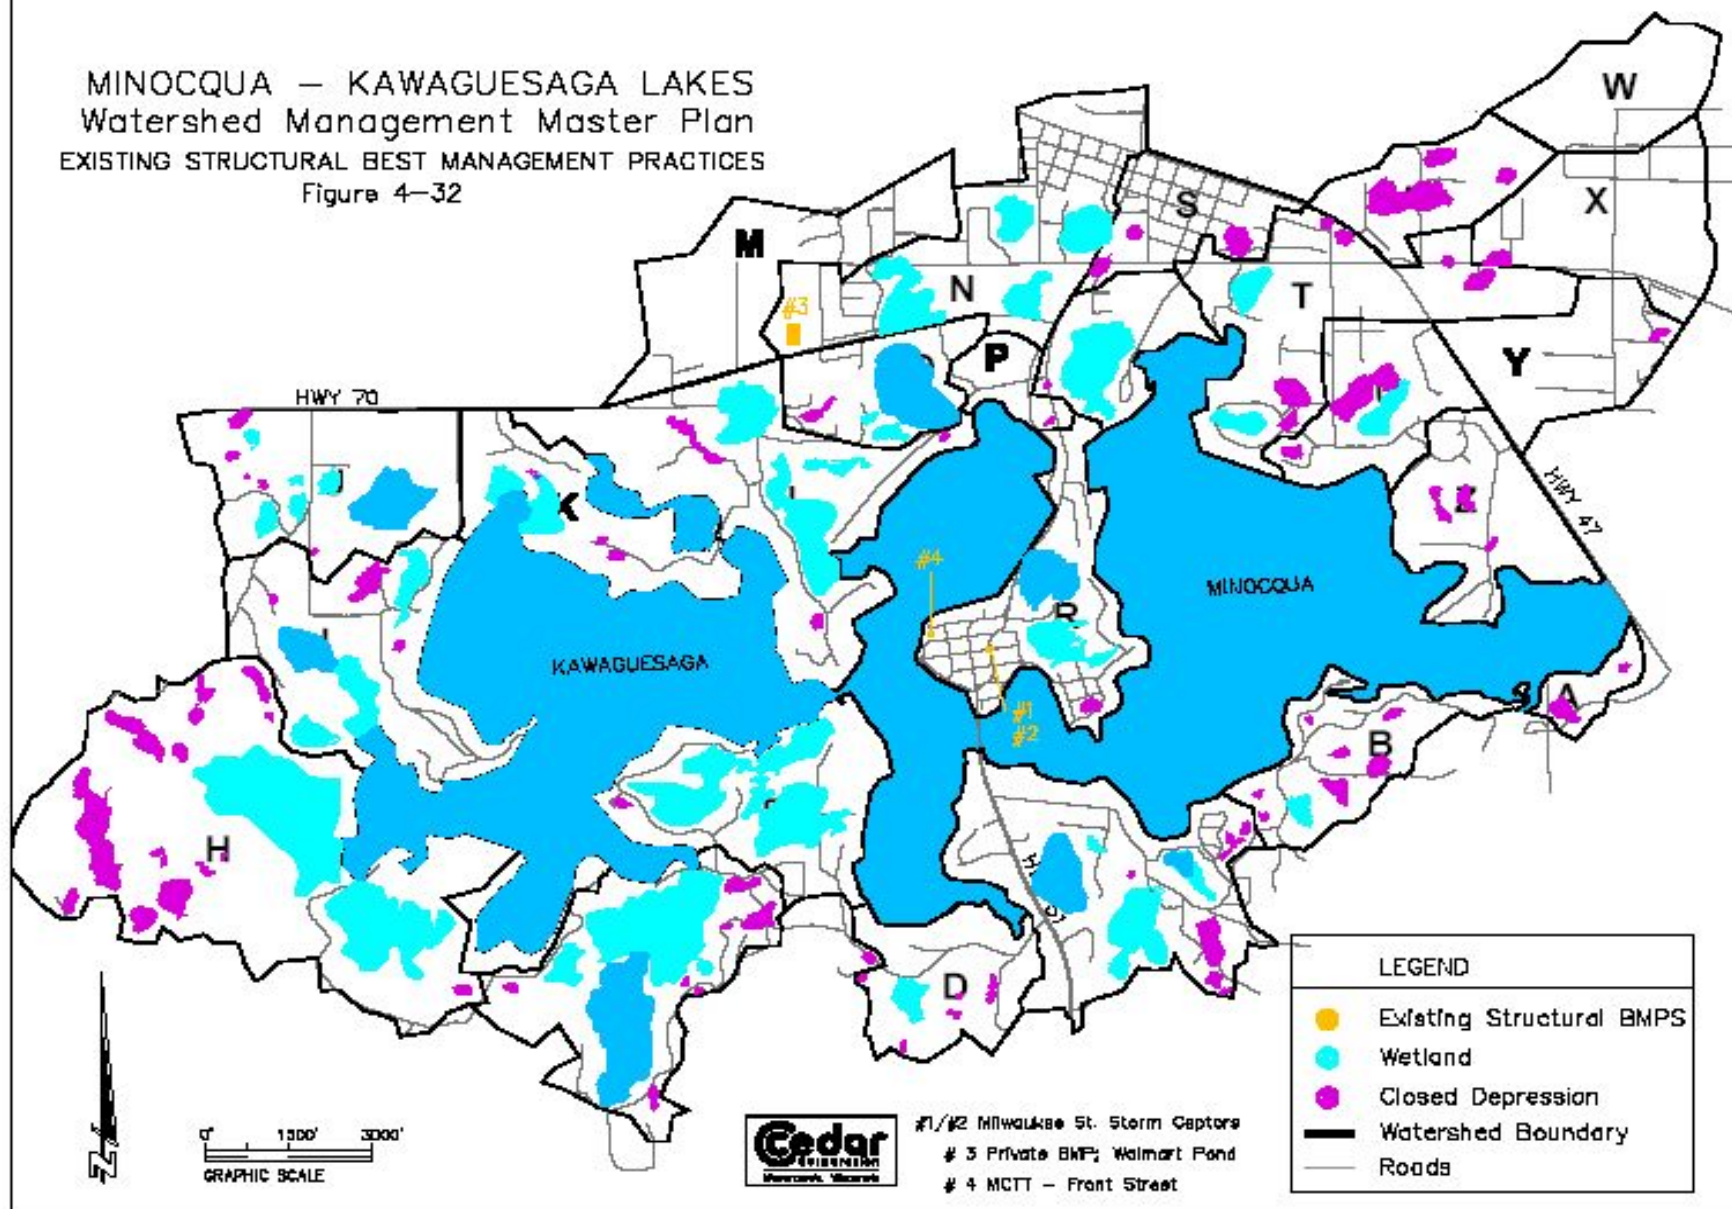 MINOCQUA – KAWAGUESAGA LAKES
Watershed Management Master Plan
EXISTING STRUCTURAL BEST MANAGEMENT PRACTICES
Figure 4–32
W
X
S
M
N
T
#3
P
Y
HWY 70
K
HWY 47
#4
MINOCQUA
R
KAWAGUESAGA
A
#1
#2
B
H
D
LEGEND
Existing Structural BMPS
Wetland
Closed Depression
Watershed Boundary
Roads
N
0' 1500' 3000'
GRAPHIC SCALE
Cedar
#1/#2 Milwaukee St. Storm Captors
# 3 Private BMP; Walmart Pond
# 4 MCTT – Front Street